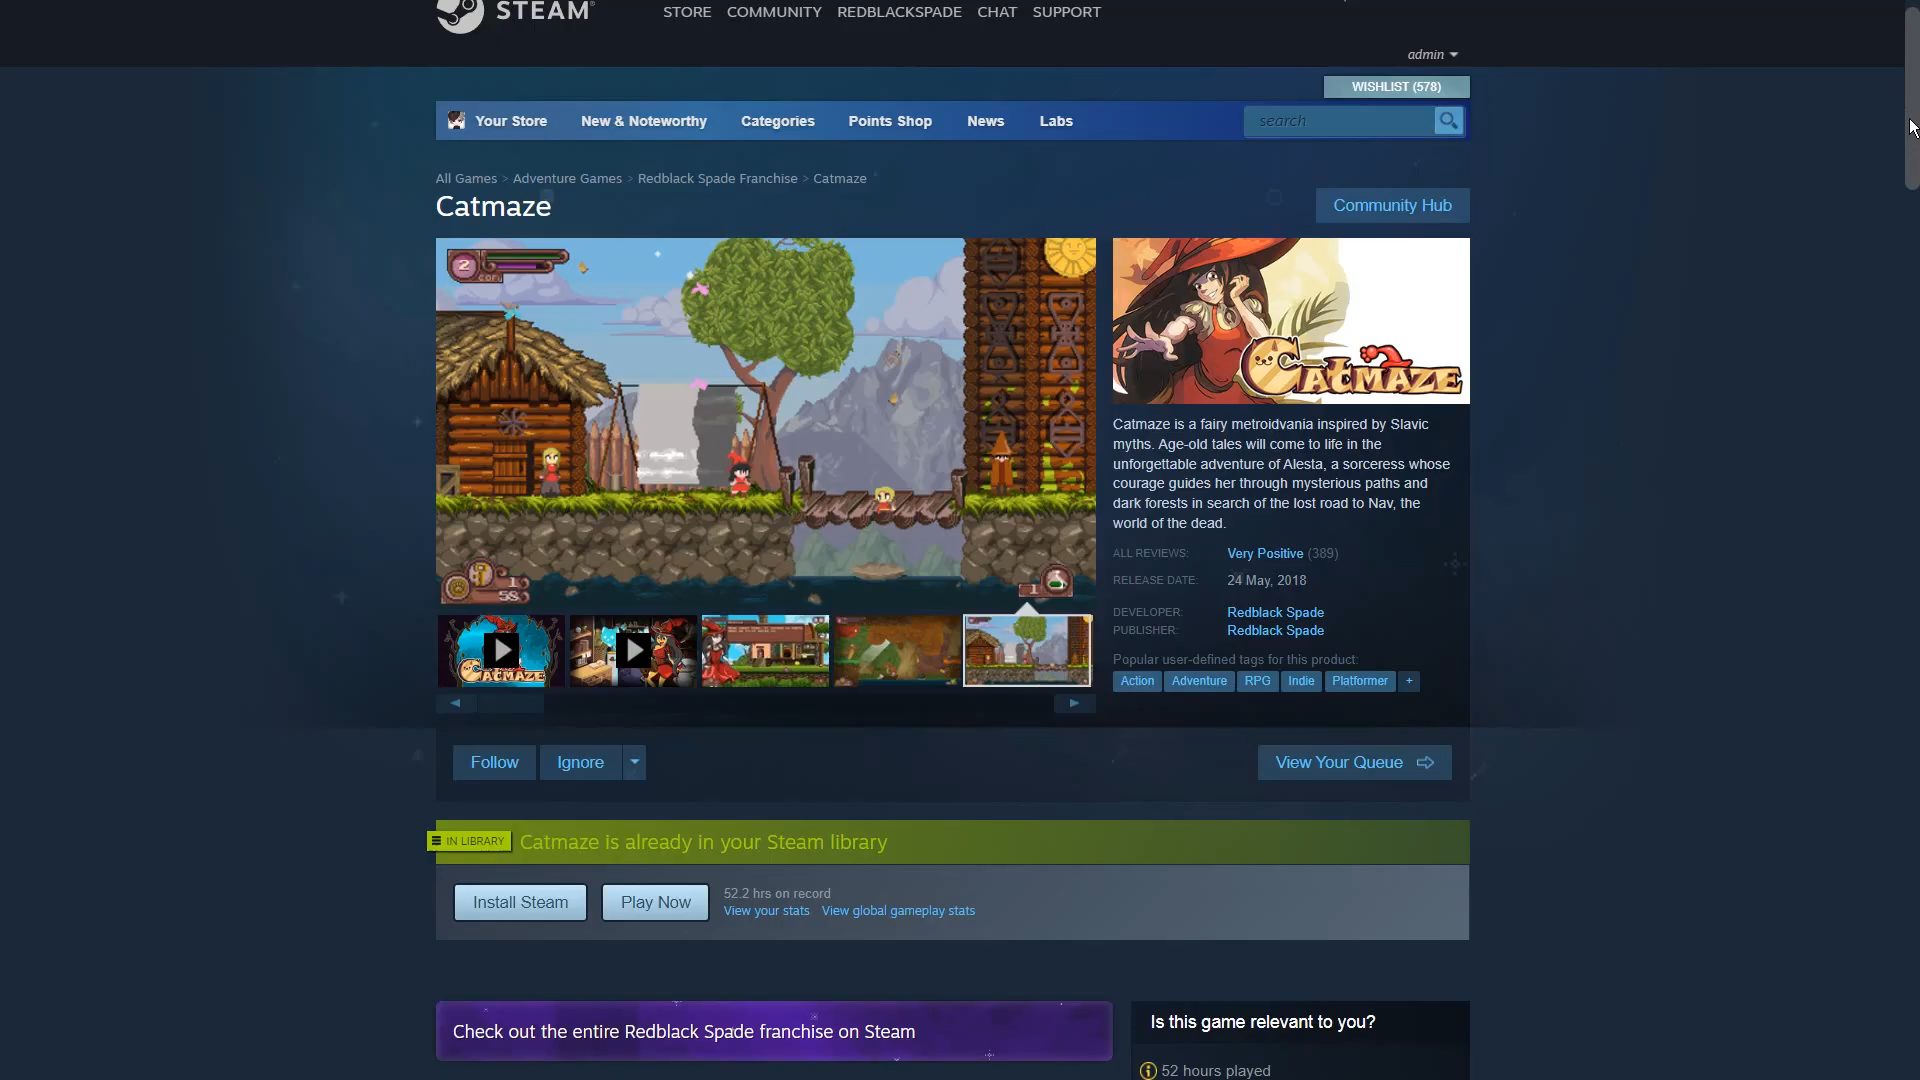 STEAM®
STORE COMMUNITY REDBLACKSPADE CHAT SUPPORT
admin
WISHLIST (578)
Your Store New & Noteworthy Categories Points Shop News Labs search
All Games > Adventure Games > Redblack Spade Franchise > Catmaze
Catmaze
Community Hub
2
1
58
1
CATMAZE
Catmaze is a fairy metroidvania inspired by Slavic
myths. Age-old tales will come to life in the
unforgettable adventure of Alesta, a sorceress whose
courage guides her through mysterious paths and
dark forests in search of the lost road to Nav, the
world of the dead.
ALL REVIEWS: Very Positive (389)
RELEASE DATE: 24 May, 2018
DEVELOPER: Redblack Spade
PUBLISHER: Redblack Spade
Popular user-defined tags for this product:
Action Adventure RPG Indie Platformer +
CATMAZE
Follow Ignore
View Your Queue
IN LIBRARY Catmaze is already in your Steam library
Install Steam Play Now
52.2 hrs on record
View your stats View global gameplay stats
Check out the entire Redblack Spade franchise on Steam
Is this game relevant to you?
52 hours played